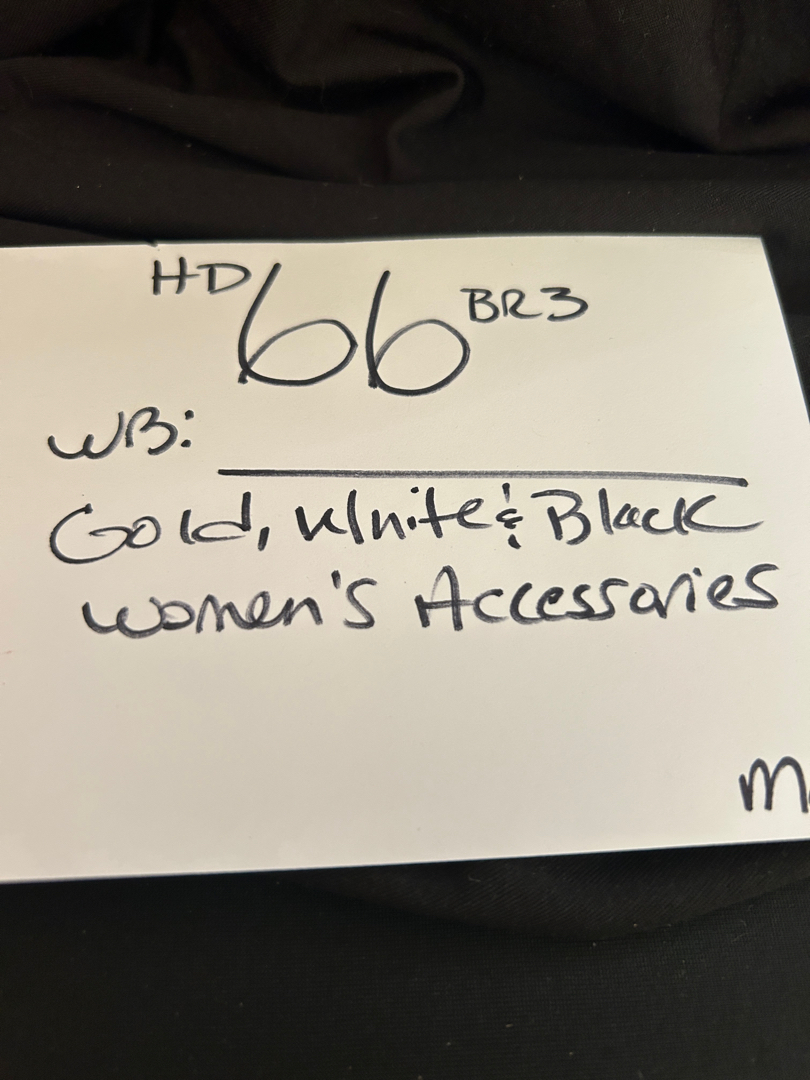 HD 66 BR3
WB:
Gold, White & Black
Women's Accessories